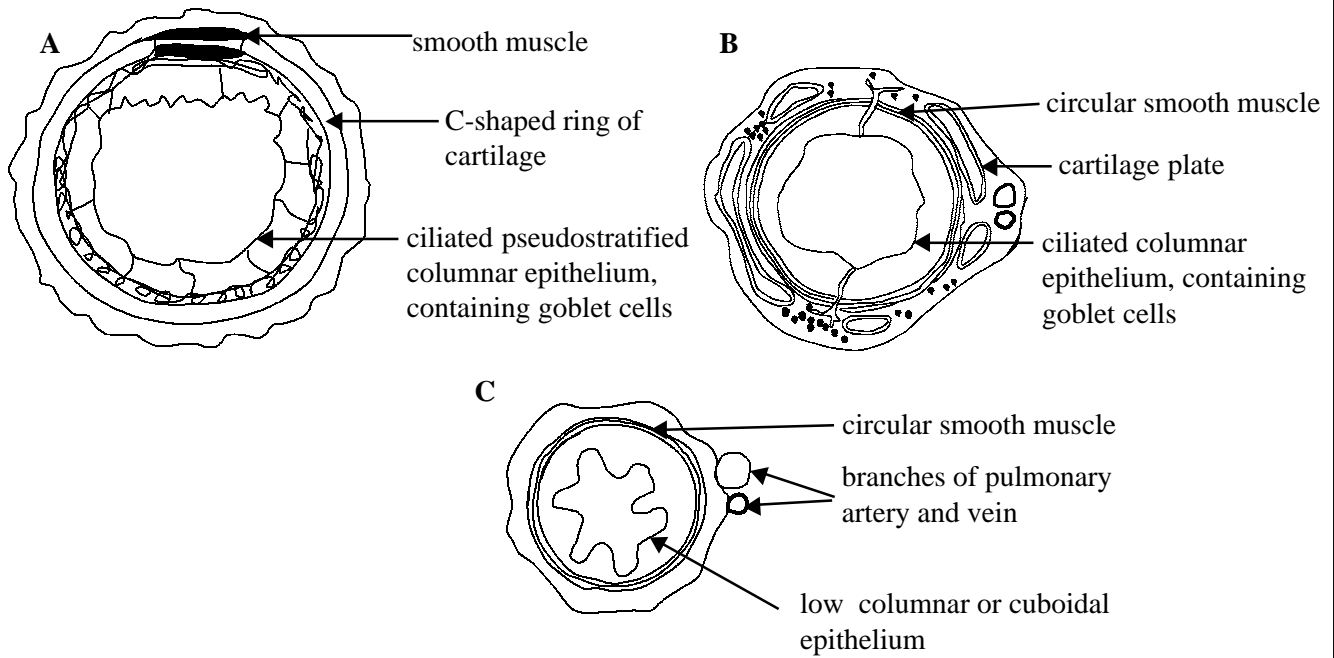 A
smooth muscle
C-shaped ring of
cartilage
ciliated pseudostratified
columnar epithelium,
containing goblet cells
B
circular smooth muscle
cartilage plate
ciliated columnar
epithelium, containing
goblet cells
C
circular smooth muscle
branches of pulmonary
artery and vein
low columnar or cuboidal
epithelium